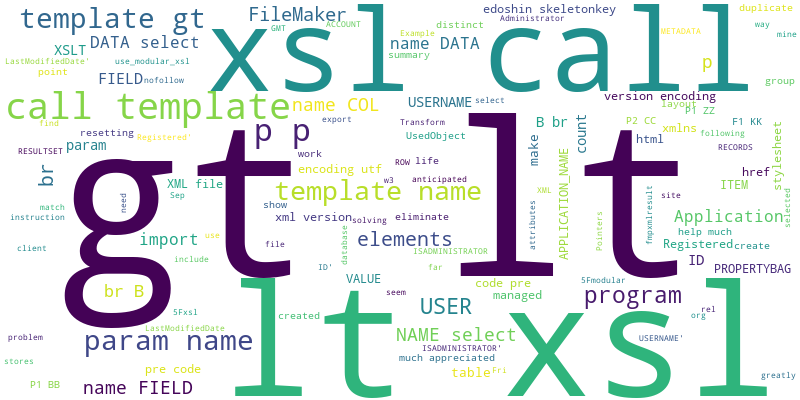 template gt
FileMaker
edoshin skeletonkey
duplicate
Administrator
xsl call
distinct
way
XSLT
DATA select
GMT
ACCOUNT
name DATA
Example
METADATA
mine
LastModifiedDate'
use_modular_xsl
summary
point
FIELD
nofollow
p
group
call template
name COL
USERNAME
select
version encoding
layout
P1 ZZ
find
Registered'
export
Transform
B br
count
P2 CC
F1 KK
resetting
param
p p
UsedObject
make
xmlns
following
stylesheet
RESULTSET
work
ROW
life
html
RECORDS
gt
lt
br
encoding utf
w3
anticipated
APPLICATION_NAME
href
XML file
Sep
template name
XML
site
ITEM
match
need
show
attributes
fnpxmlresult
selected
instruction
xml version
solving
eliminate
Pointers
Application
import
elements
help much
client
file
database
ISADMINISTRATOR
Registered
create
include
use
ID'
far
ID
PROPERTYBAG
br B
VALUE
code pre
5Fmodular
managed
program
lt xsl
seem
USER
rel
5Fxsl
created
org
problem
LastModifiedDate
param name
NAME select
USERNAME'
ISADMINISTRATOR'
stores
pre code
much appreciated
table
Fri
greatly
P1 BB
name FIELD